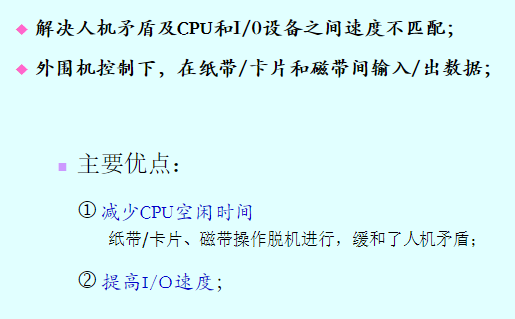 解决人机矛盾及CPU和I/0设备之间速度不匹配；
外围机控制下，在纸带/卡片和磁带间输入/出数据；
主要优点：
① 减少CPU空闲时间
纸带/卡片、磁带操作脱机进行，缓和了人机矛盾；
② 提高I/O速度；